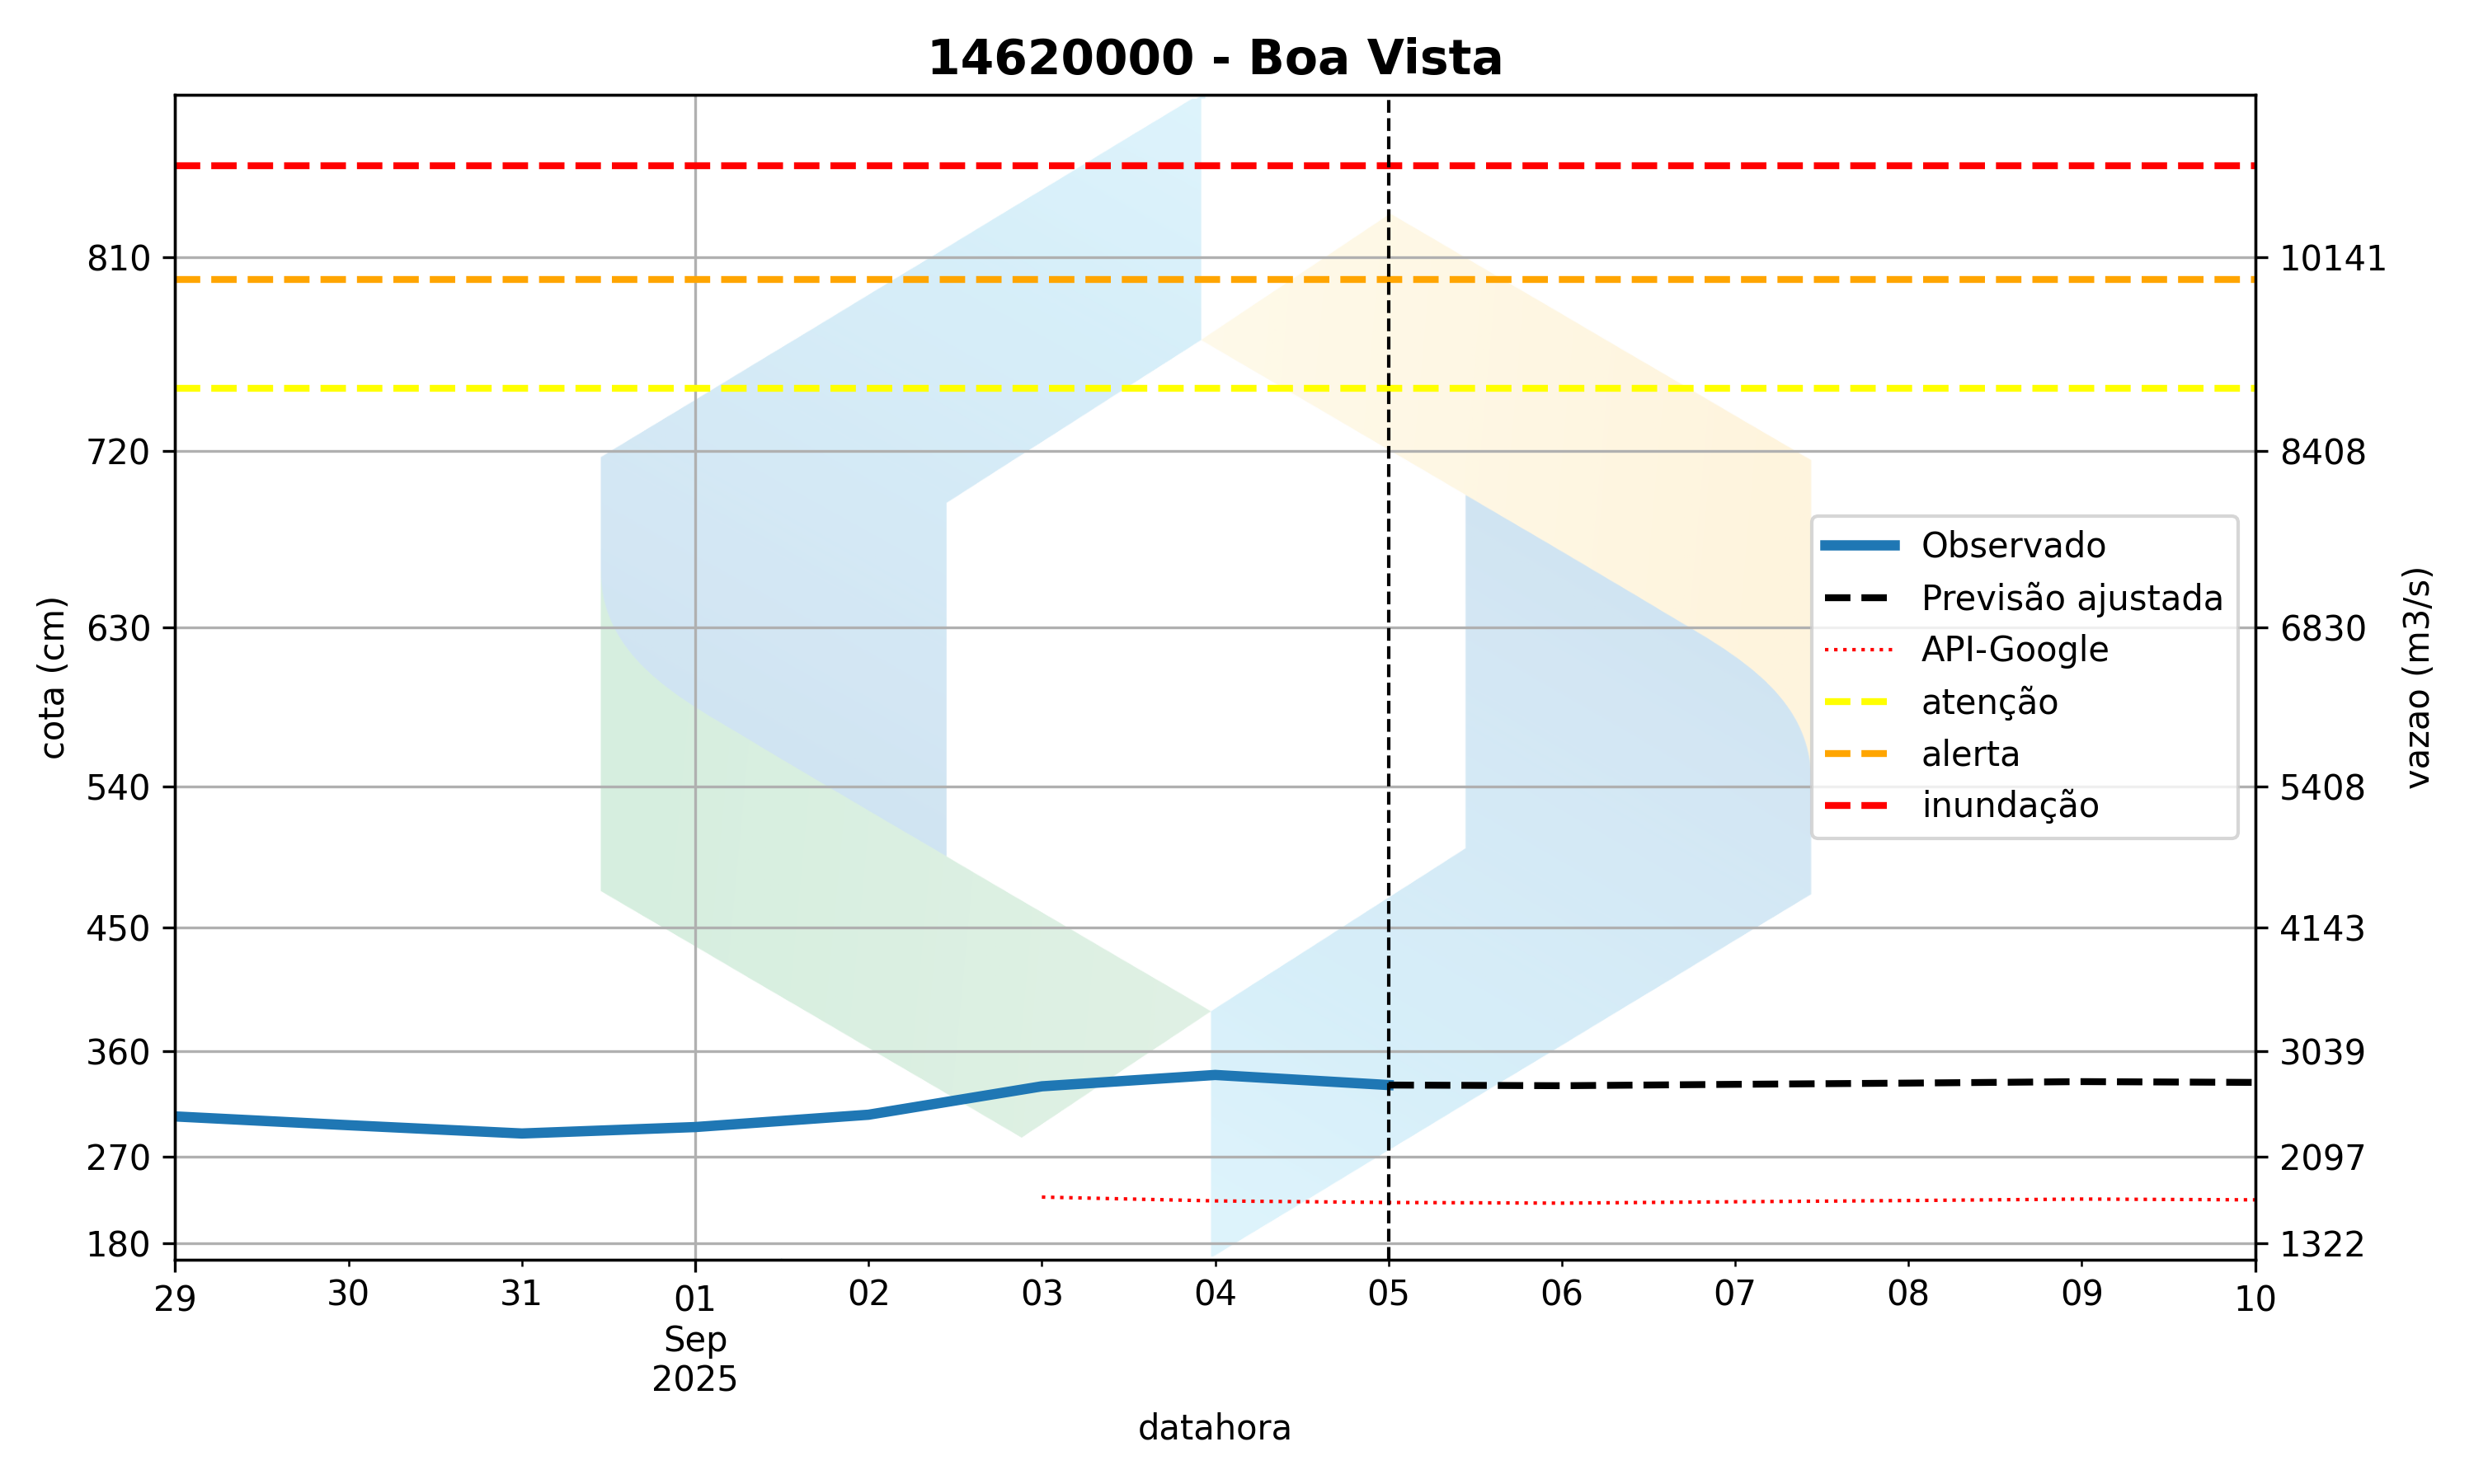 14620000 - Boa Vista
cota (cm)
810
720
630
540
450
360
270
180
10141
8408
6830
5408
4143
3039
2097
1322
vazao (m3/s)
Observado
Previsão ajustada
API-Google
atenção
alerta
inundação
29 30 31 01 02 03 04 05 06 07 08 09 10
Sep
2025
datahora